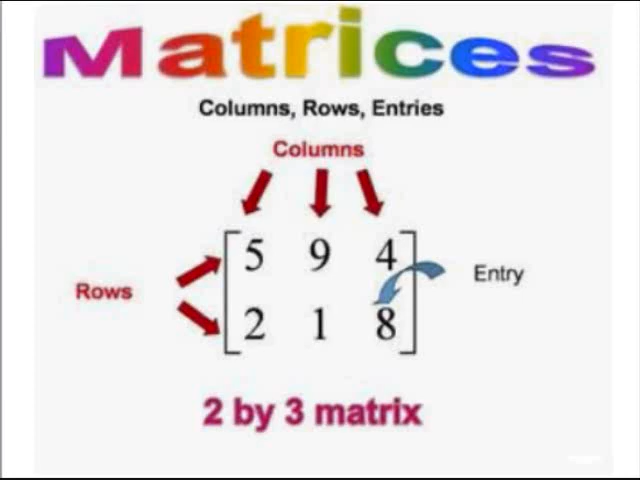 Matrices
Columns, Rows, Entries
Columns
5 9 4
Rows
Entry
2 1 8
2 by 3 matrix